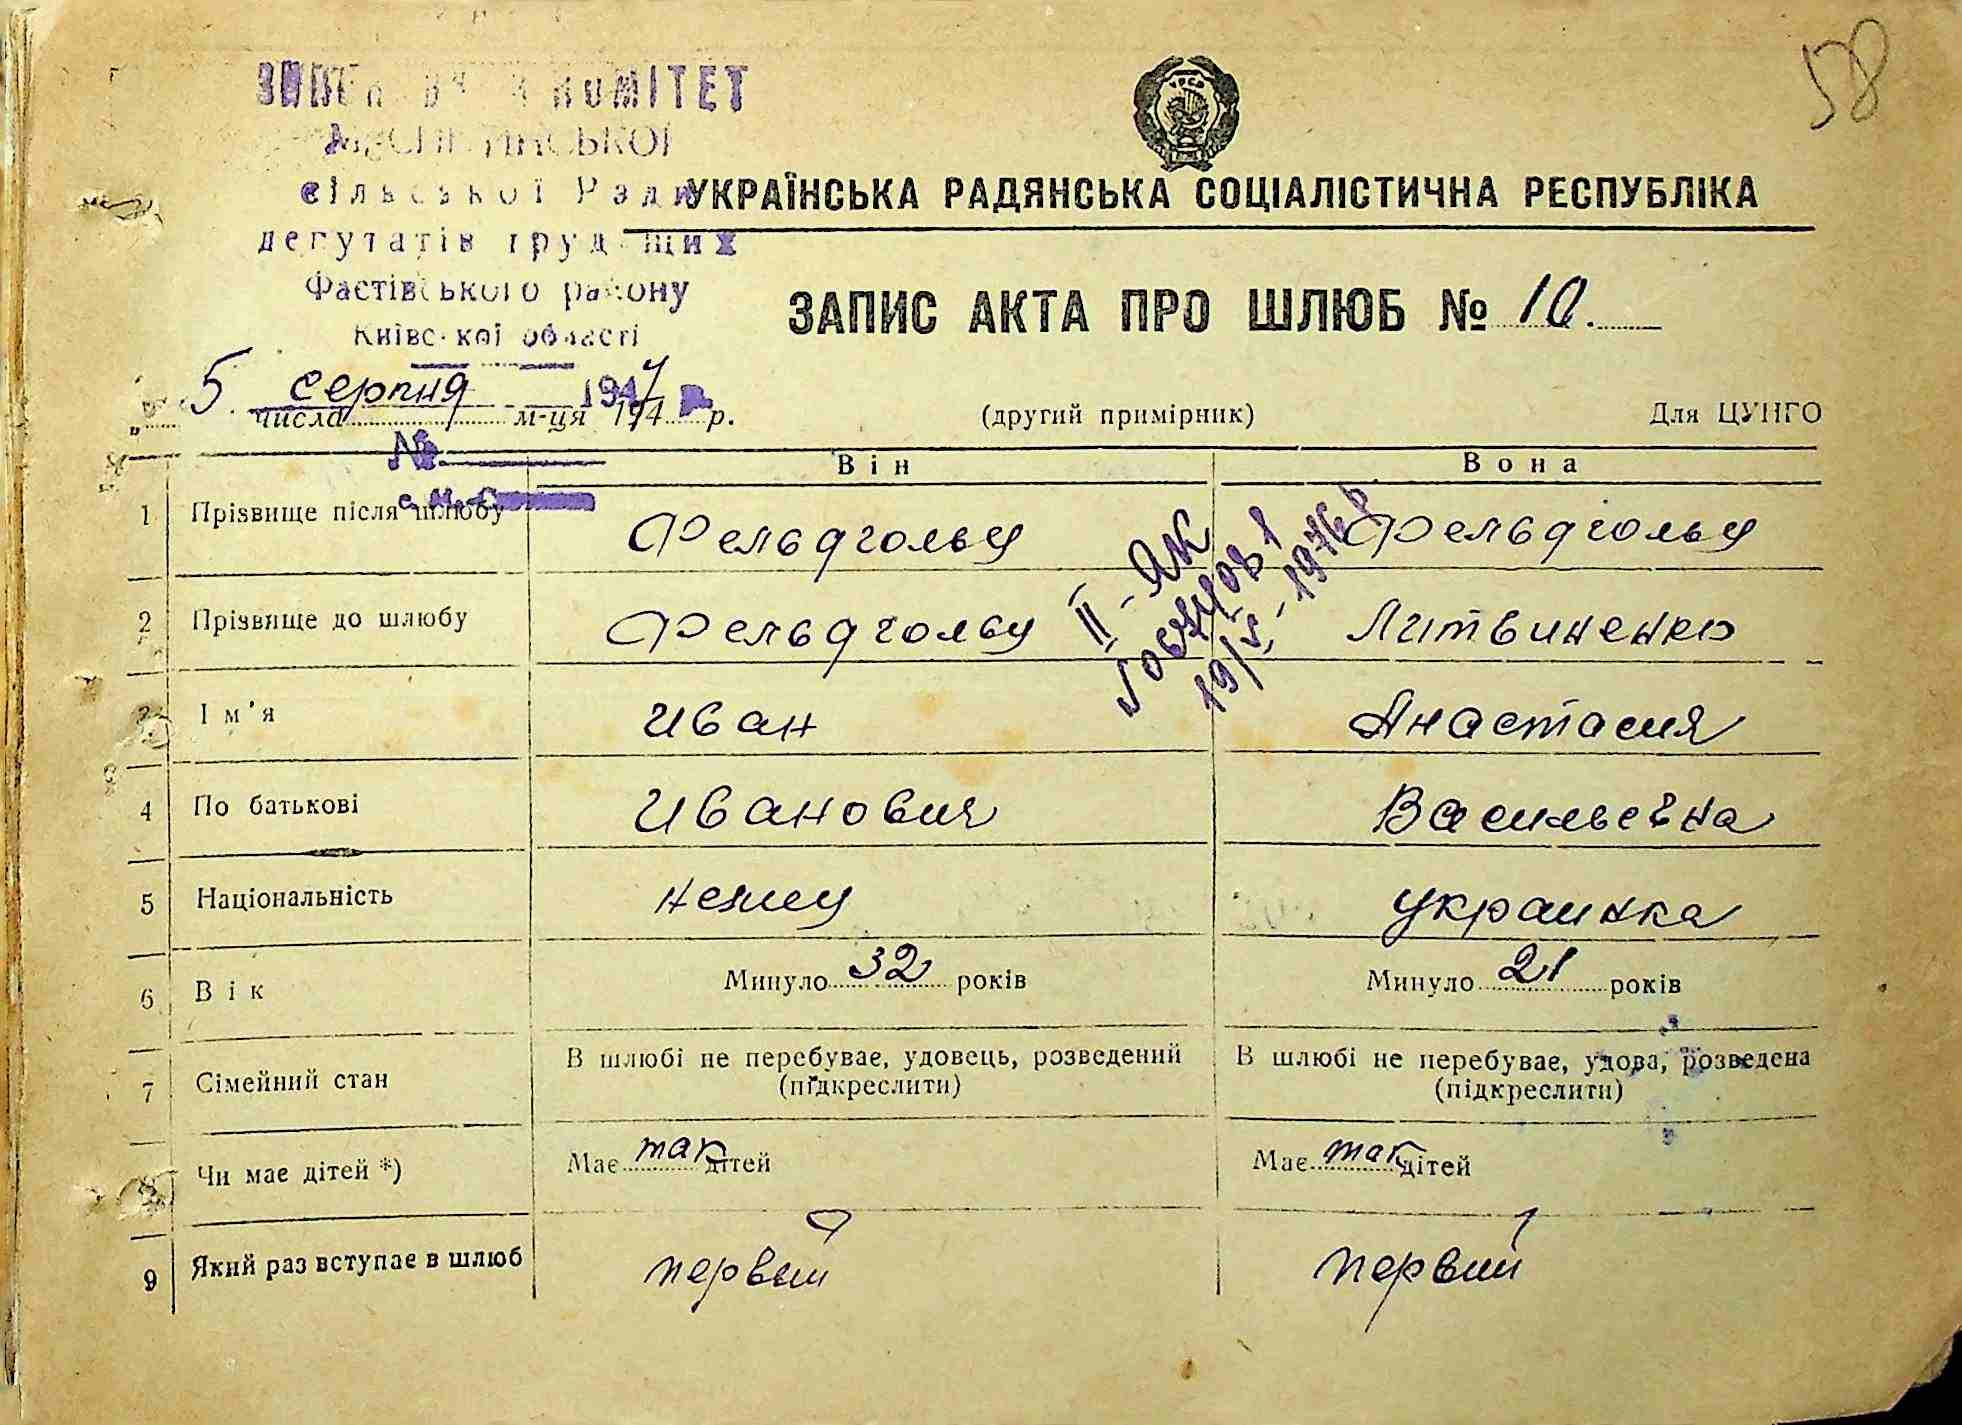 58
КОМІТЕТ
сільської Ради
депутатів трудящих
Фастівського району
Київської області
УКРАЇНСЬКА РАДЯНСЬКА СОЦІАЛІСТИЧНА РЕСПУБЛІКА
ЗАПИС АКТА ПРО ШЛЮБ № 10.
5 серпня 1947
числа м-ця 194 р.
(другий примірник)
Для ЦУНГО
№
Він Вона
1 Прізвище після шлюбу Фельдгольц Фельдгольц
II - ЯК
19/V - 1976 р
2 Прізвище до шлюбу Фельдгольц Литвиненко
Ім'я Иван Анастасия
4 По батькові Иванович Васильевна
5 Національність немец украинка
6 Вік Минуло 32 років Минуло 21 років
7 Сімейний стан В шлюбі не перебуває, удовець, розведений (підкреслити) В шлюбі не перебуває, удова, розведена (підкреслити)
8 Чи має дітей *) Має так дітей Має так дітей
9 Який раз вступає в шлюб первый первый